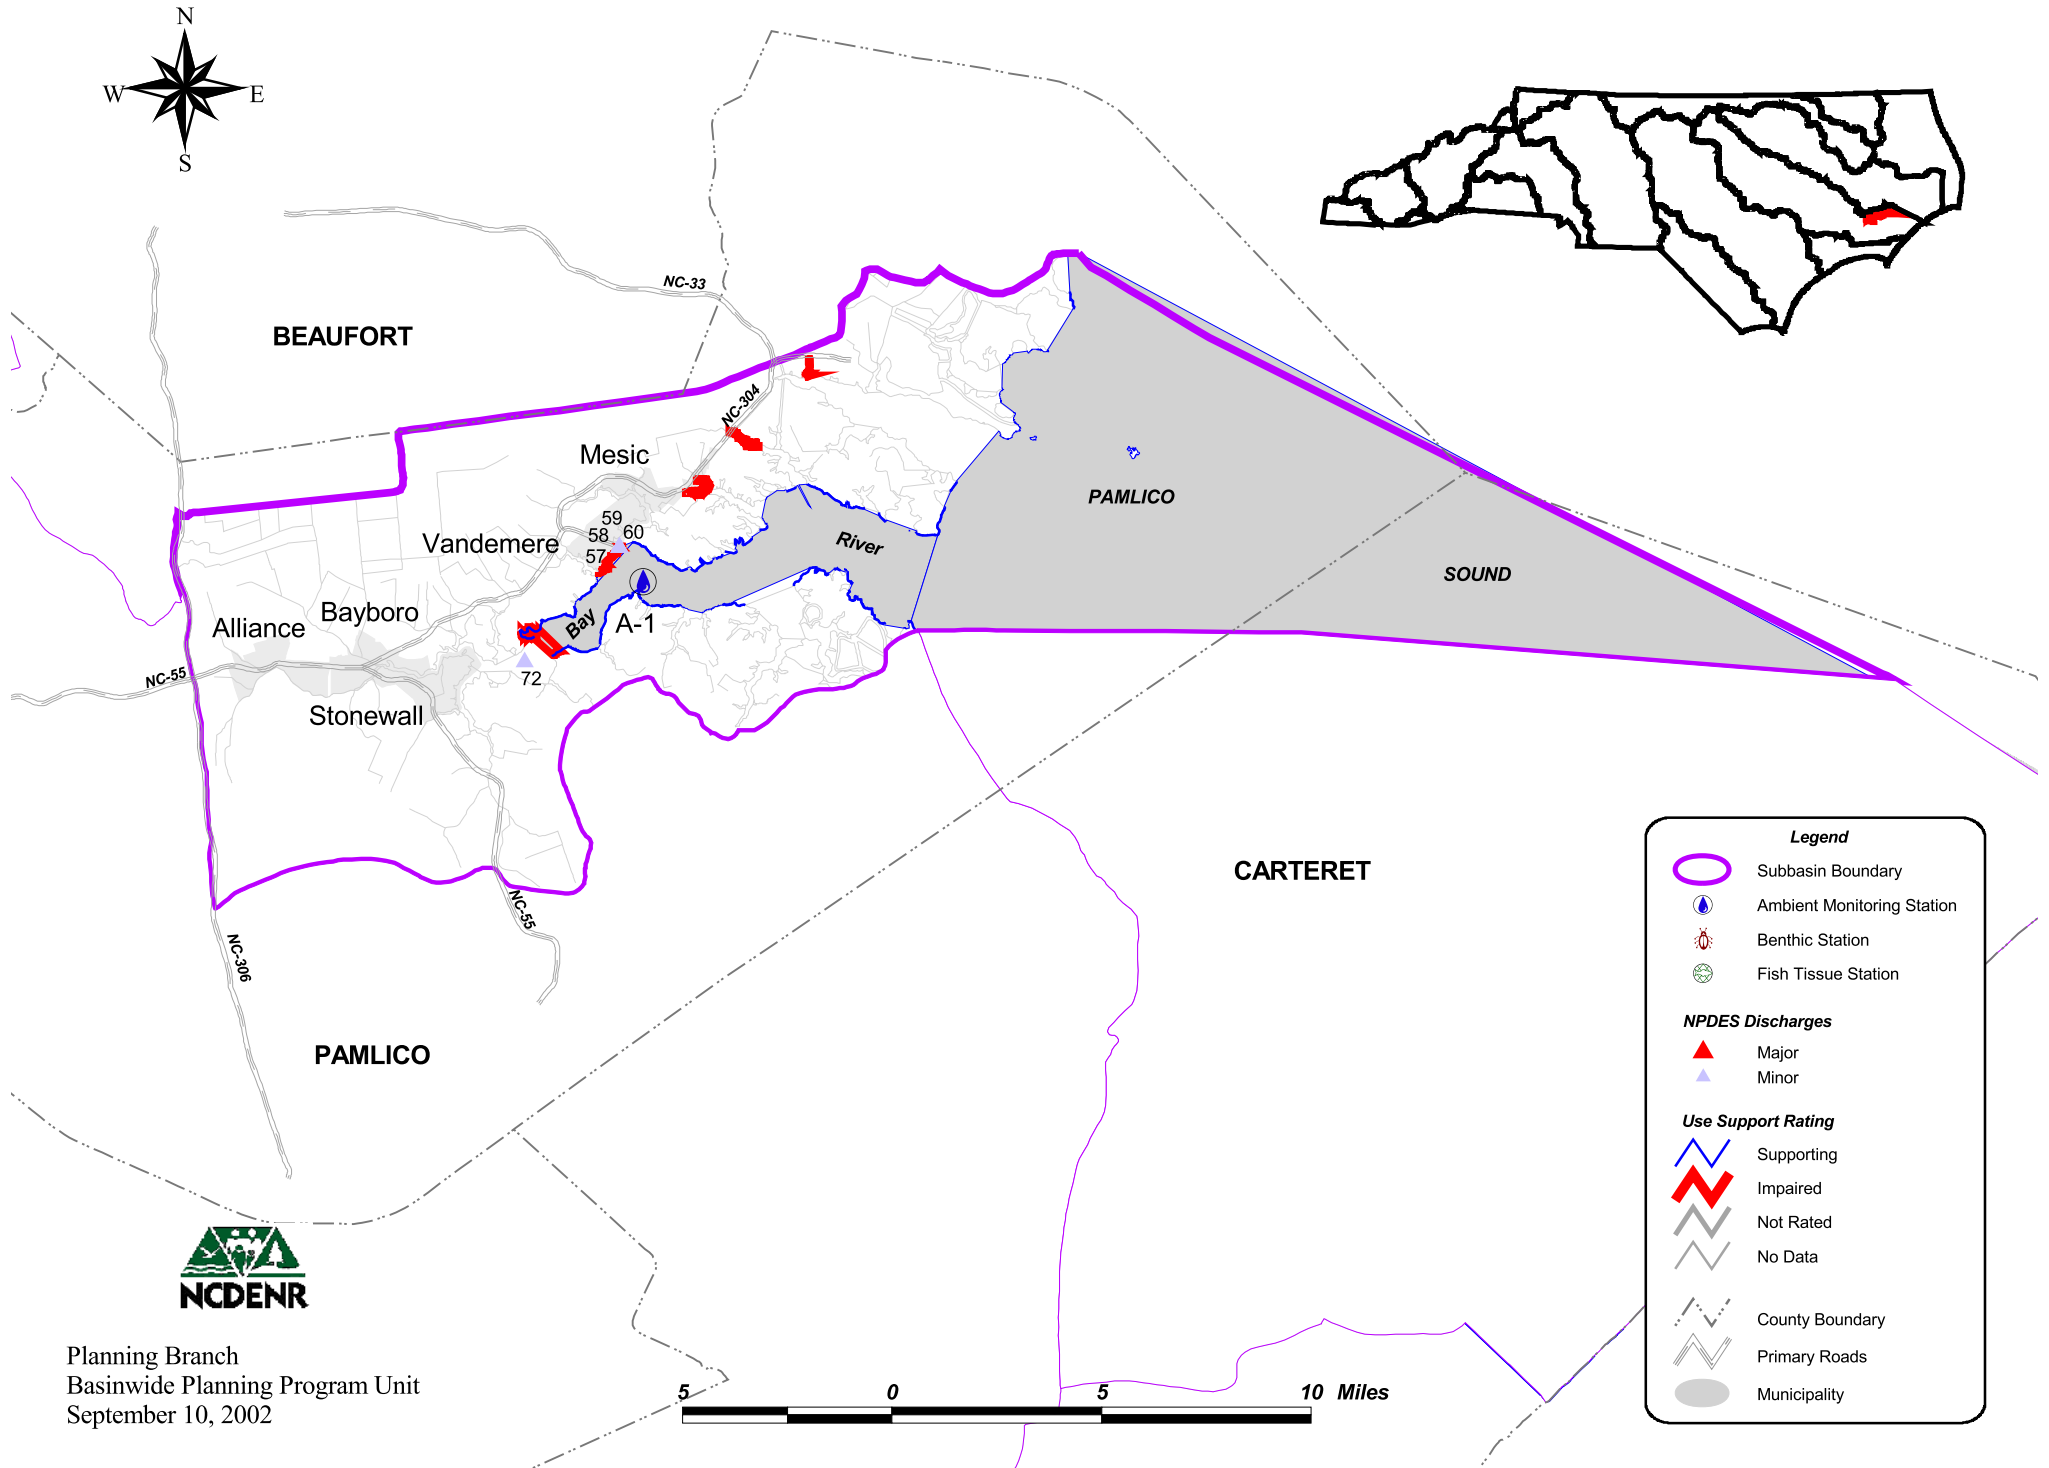 N
W E
S
NC-33
BEAUFORT
NC-304
Mesic
PAMLICO
59
58 60
57
Vandemere
River
SOUND
Bayboro
Alliance
Bay
A-1
NC-55
72
Stonewall
CARTERET
NC-55
NC-306
PAMLICO
Legend
Subbasin Boundary
Ambient Monitoring Station
Benthic Station
Fish Tissue Station
NPDES Discharges
Major
Minor
Use Support Rating
Supporting
Impaired
Not Rated
No Data
County Boundary
Primary Roads
Municipality
NCDENR
Planning Branch
Basinwide Planning Program Unit
September 10, 2002
5 0 5 10 Miles